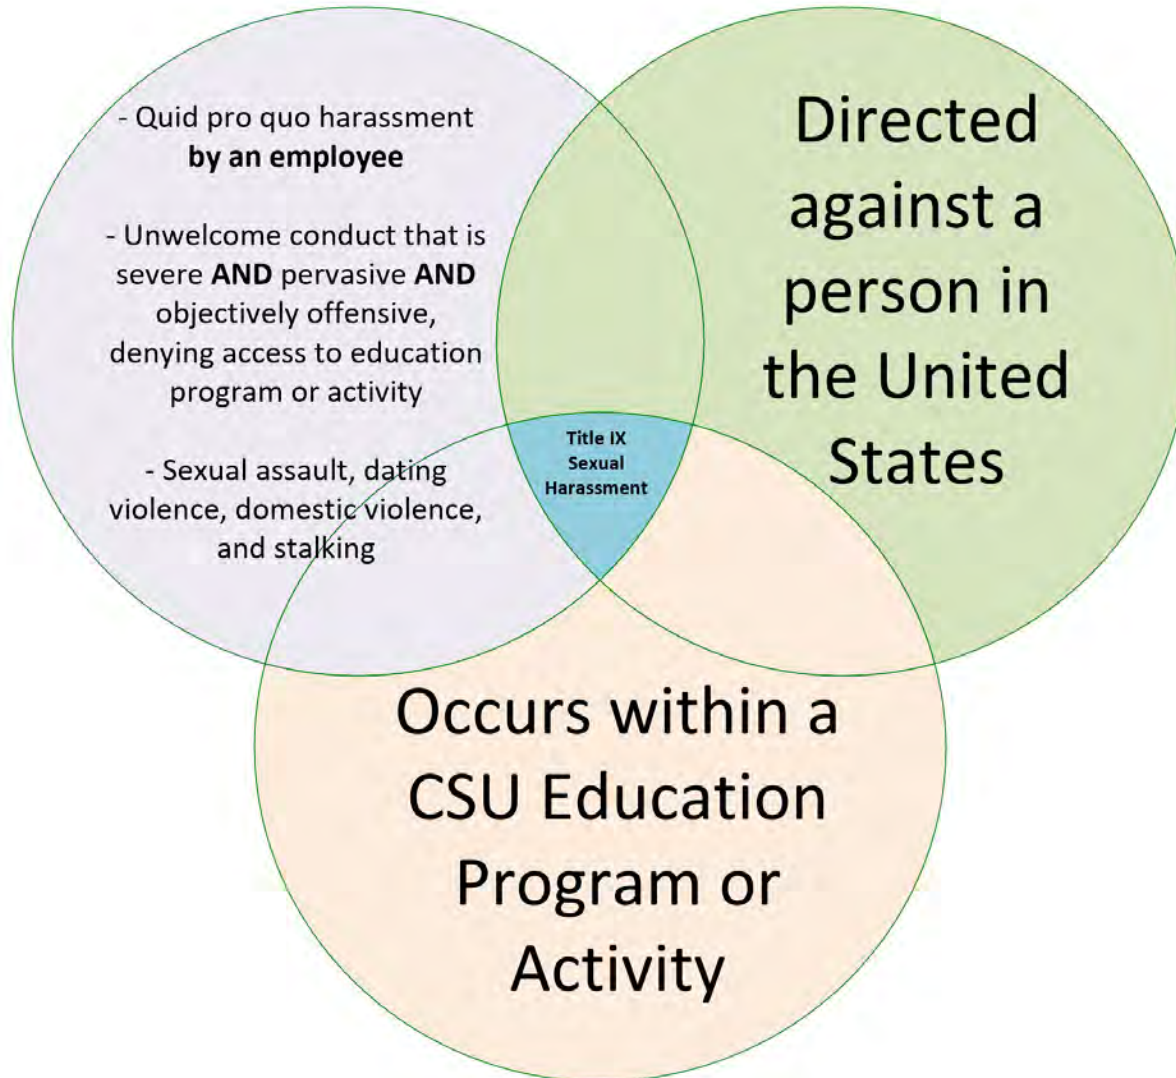 - Quid pro quo harassment
by an employee
- Unwelcome conduct that is
severe AND pervasive AND
objectively offensive,
denying access to education
program or activity
- Sexual assault, dating
violence, domestic violence,
and stalking
Directed
against a
person in
the United
States
Title IX
Sexual
Harassment
Occurs within a
CSU Education
Program or
Activity